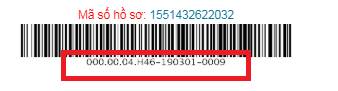 Mã số hồ sơ: 1551432622032
000.00.04.H46-190301-0009